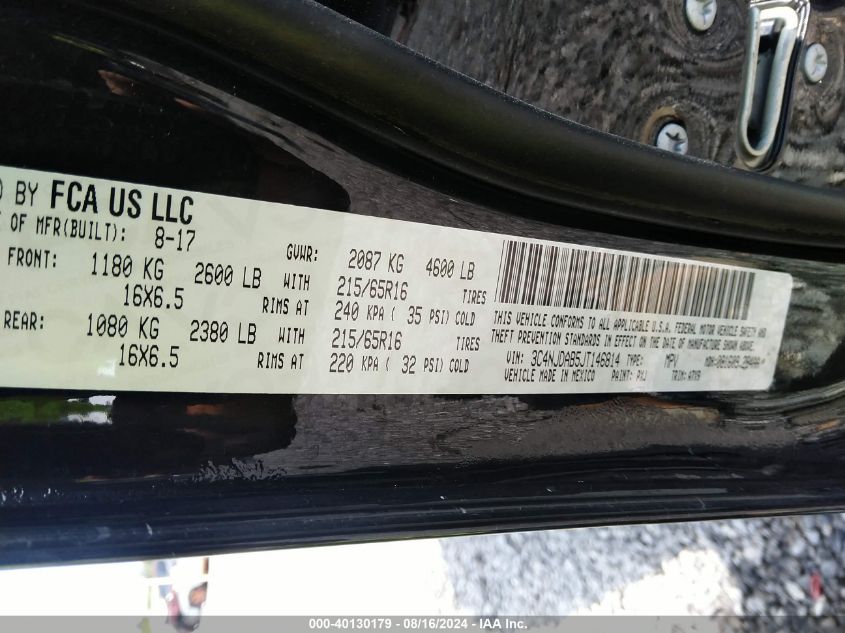 BY FCA US LLC
OF MFR(BUILT): 8-17 GVWR: 2087 KG 4600 LB
FRONT: 1180 KG 2600 LB WITH 215/65R16 TIRES
16X6.5 RIMS AT 240 KPA ( 35 PSI) COLD
REAR: 1080 KG 2380 LB WITH 215/65R16 TIRES
16X6.5 RIMS AT 220 KPA ( 32 PSI) COLD
THIS VEHICLE CONFORMS TO ALL APPLICABLE U.S.A. FEDERAL MOTOR VEHICLE SAFETY AND
THEFT PREVENTION STANDARDS IN EFFECT ON THE DATE OF MANUFACTURE SHOWN ABOVE.
VIN: 3C4NJDAB5JT146814 TYPE: MPV
VEHICLE MADE IN MEXICO PAINT: PXJ TRIM: A7X9
000-40130179 - 08/16/2024 - IAA Inc.